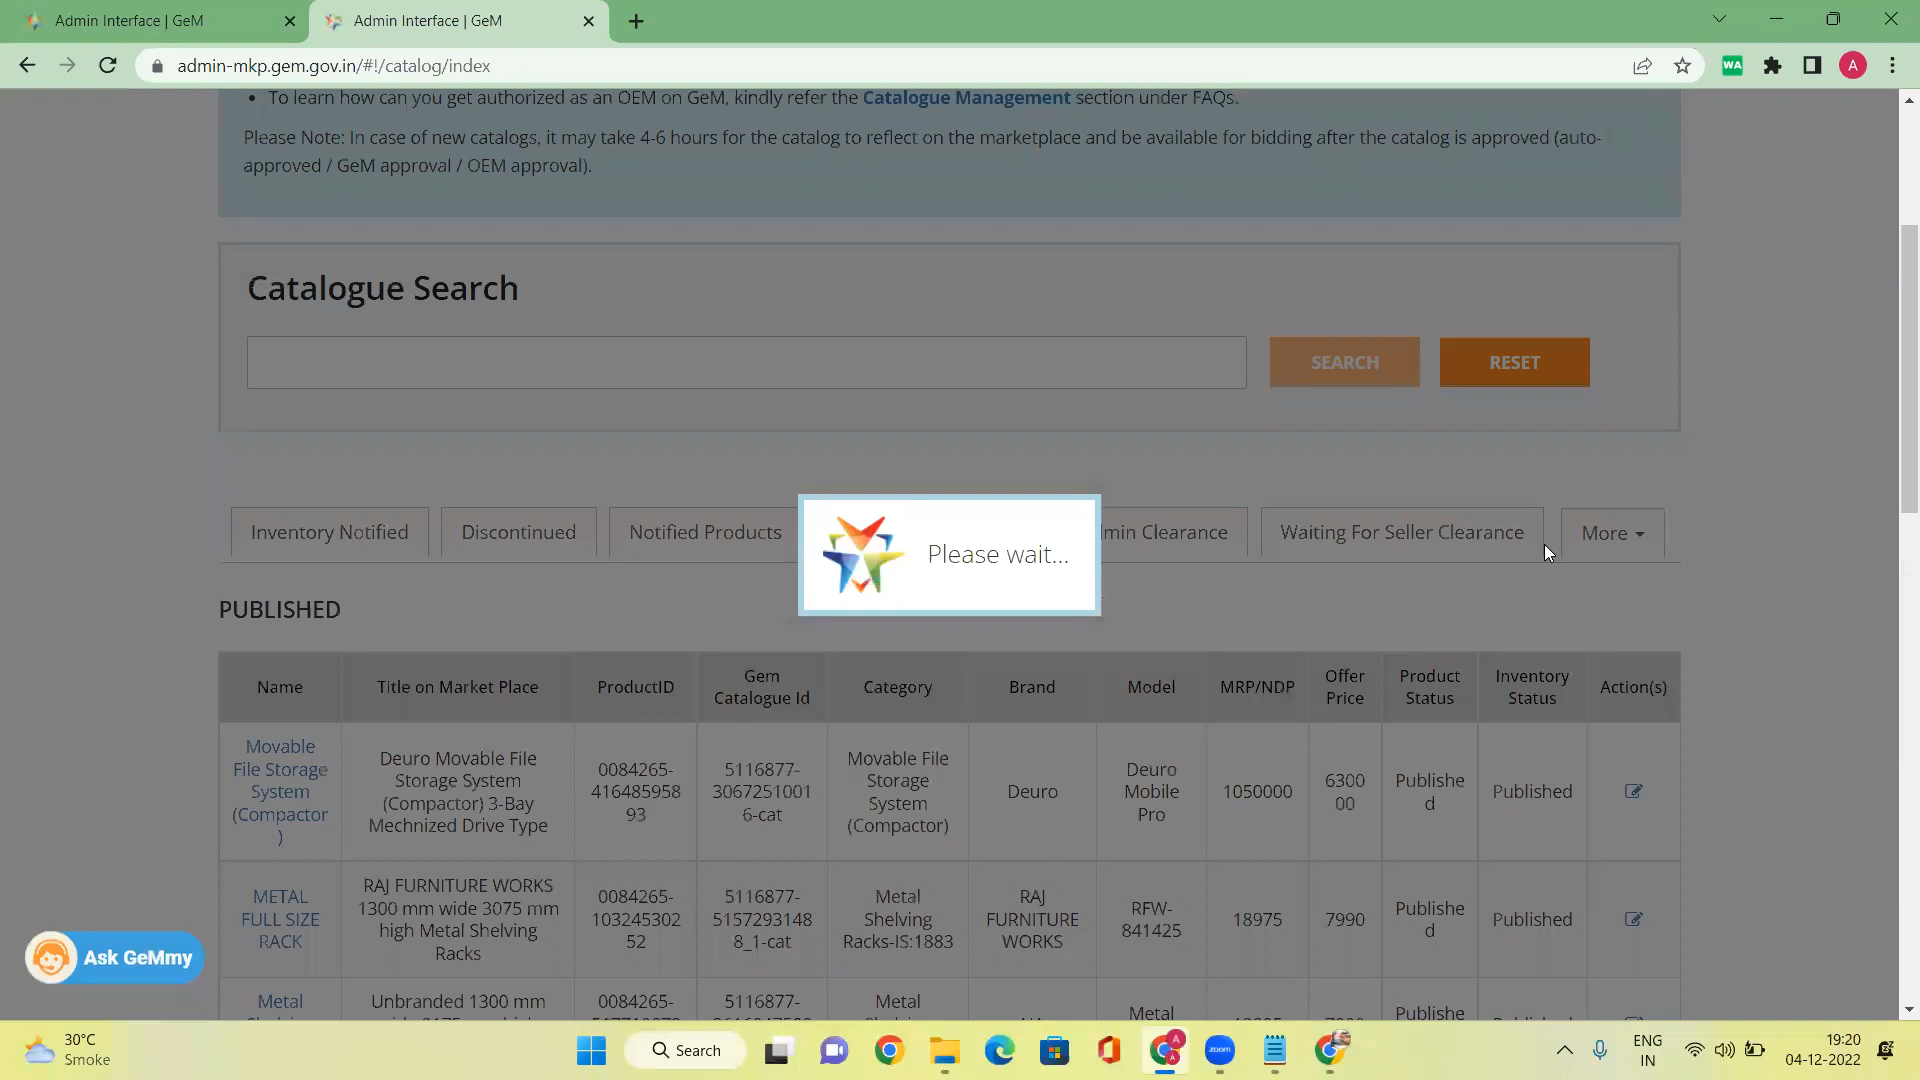 Admin Interface | GeM
Admin Interface | GeM
admin-mkp.gem.gov.in/#!/catalog/index
WA
A
• To learn how can you get authorized as an OEM on GeM, kindly refer the Catalogue Management section under FAQs.
Please Note: In case of new catalogs, it may take 4-6 hours for the catalog to reflect on the marketplace and be available for bidding after the catalog is approved (auto-
approved / GeM approval / OEM approval).
Catalogue Search
SEARCH
RESET
Inventory Notified
Discontinued
Notified Products
dmin Clearance
Waiting For Seller Clearance
More
Please wait...
PUBLISHED
Name
Title on Market Place
ProductID
Gem
Catalogue Id
Category
Brand
Model
MRP/NDP
Offer
Price
Product
Status
Inventory
Status
Action(s)
Movable
File Storage
System
(Compactor
)
Deuro Movable File
Storage System
(Compactor) 3-Bay
Mechnized Drive Type
0084265-
416485958
93
5116877-
3067251001
6-cat
Movable File
Storage
System
(Compactor)
Deuro
Deuro
Mobile
Pro
1050000
6300
00
Publishe
d
Published
METAL
FULL SIZE
RACK
RAJ FURNITURE WORKS
1300 mm wide 3075 mm
high Metal Shelving
Racks
0084265-
103245302
52
5116877-
5157293148
8_1-cat
Metal
Shelving
Racks-IS:1883
RAJ
FURNITURE
WORKS
RFW-
841425
18975
7990
Publishe
d
Published
Metal
Unbranded 1300 mm
0084265-
5116877-
Metal
Metal
Publishe
Ask GeMmy
30°C
Smoke
Search
A
A
zoom
ENG
IN
19:20
04-12-2022